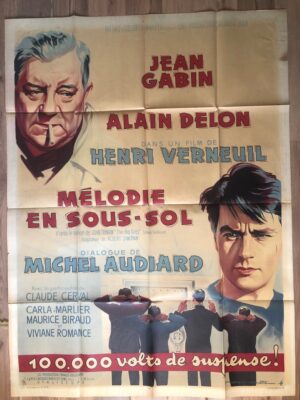 JEAN
GABIN
ALAIN DELON
DANS UN FILM DE
HENRI VERNEUIL
MÉLODIE
EN SOUS-SOL
DIALOGUE DE
MICHEL AUDIARD
CLAUDE CERVAL
CARLA-MARLIER
MAURICE BIRAUD
ET
VIVIANE ROMANCE
100.000 volts de suspense!